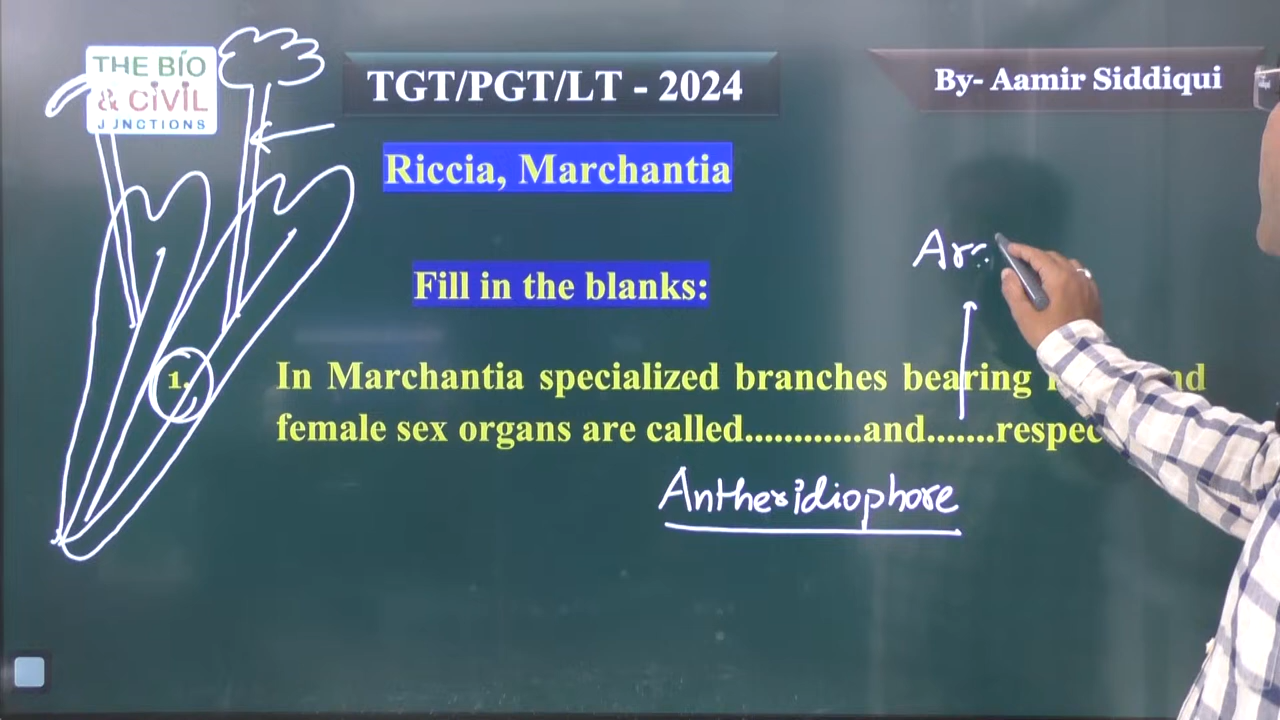 THE BIO
& CIVIL
JUNCTIONS
TGT/PGT/LT - 2024
By- Aamir Siddiqui
Riccia, Marchantia
Ar
Fill in the blanks:
1. In Marchantia specialized branches bearing
female sex organs are called............and.......respec
Antheridiophore